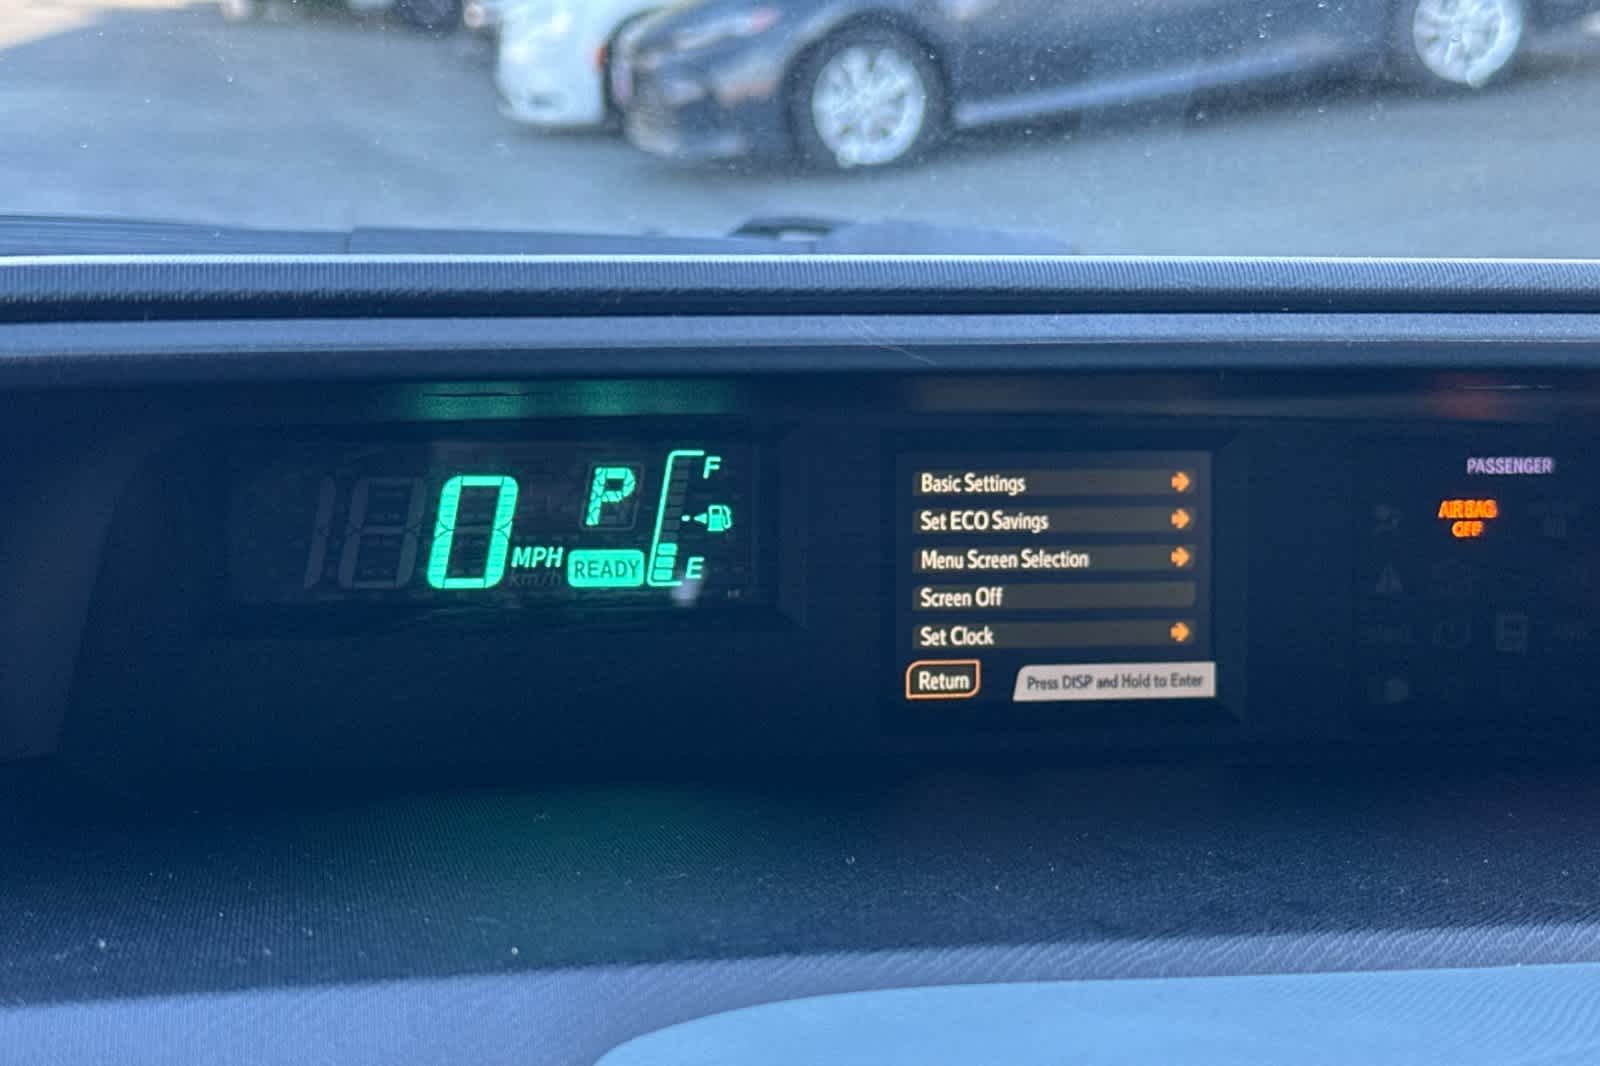 0
MPH
km/h
P
READY
F
E
Basic Settings
Set ECO Savings
Menu Screen Selection
Screen Off
Set Clock
Return
Press DISP and Hold to Enter
PASSENGER
AIRBAG
OFF